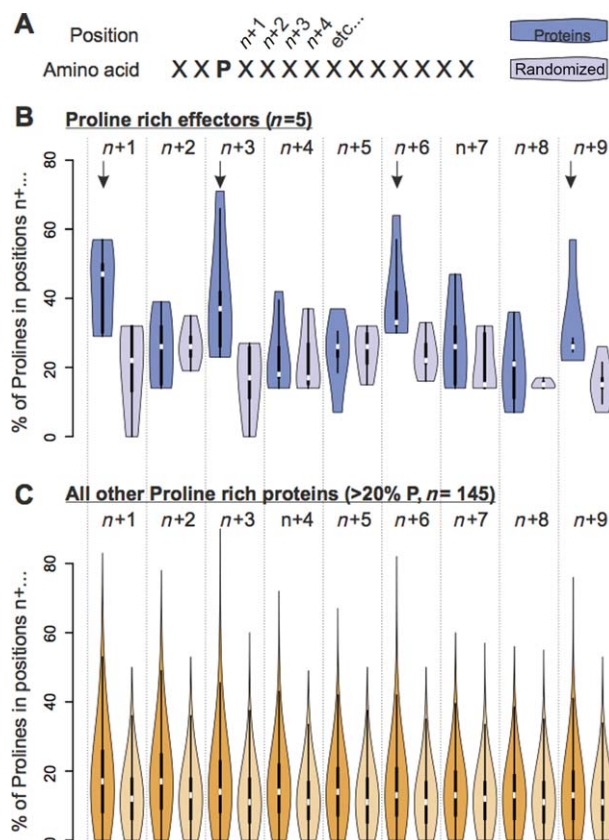 A
Position n+1 n+2 n+3 n+4 etc... Proteins
Amino acid X X P X X X X X X X X X X X Randomized
B Proline rich effectors (n=5)
n+1 n+2 n+3 n+4 n+5 n+6 n+7 n+8 n+9
% of Prolines in positions n+...
80
60
40
20
0
C All other Proline rich proteins (>20% P, n= 145)
n+1 n+2 n+3 n+4 n+5 n+6 n+7 n+8 n+9
% of Prolines in positions n+...
80
60
40
20
0